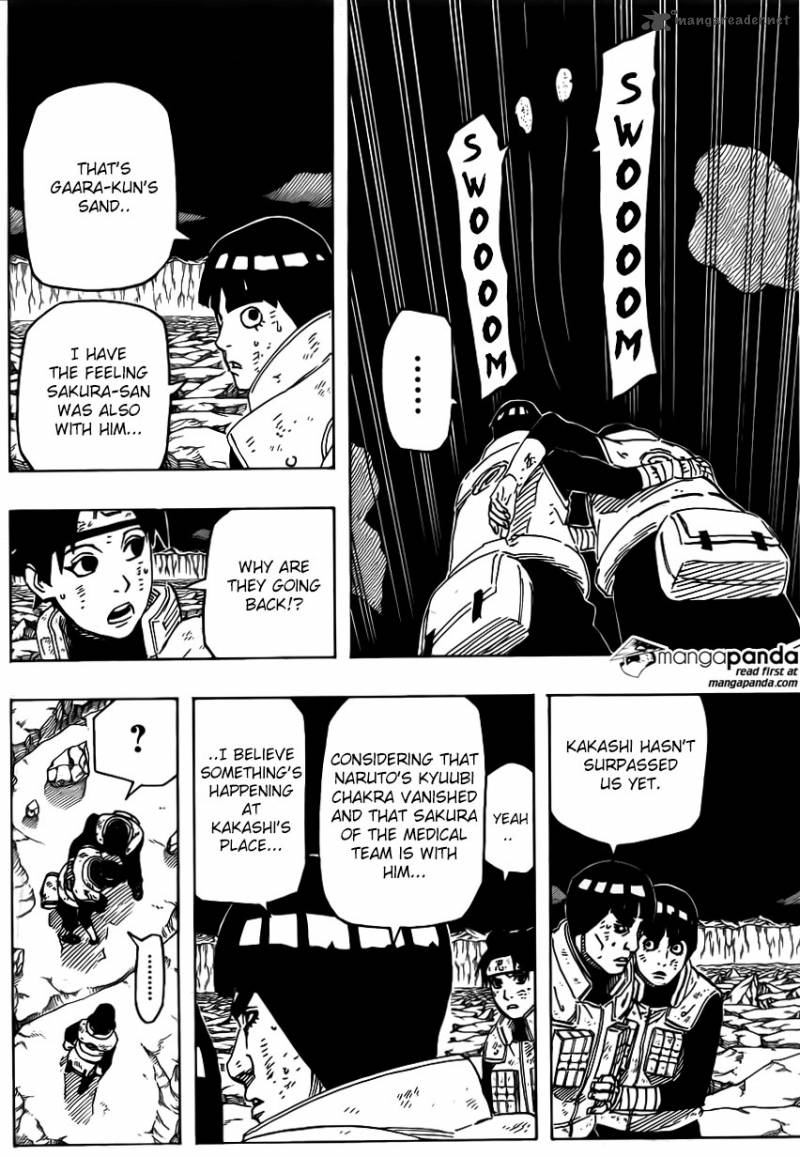 mangareader.net
SWOOOOM
SWOOOOM
.......
THAT'S
GAARA-KUN'S
SAND..
I HAVE
THE FEELING
SAKURA-SAN
WAS ALSO
WITH HIM...
WHY ARE
THEY GOING
BACK!?
mangapanda
read first at
mangapanda.com
KAKASHI HASN'T
SURPASSED
US YET.
YEAH
..
CONSIDERING THAT
NARUTO'S KYUUBI
CHAKRA VANISHED
AND THAT SAKURA
OF THE MEDICAL
TEAM IS WITH
HIM...
..I BELIEVE
SOMETHING'S
HAPPENING
AT
KAKASHI'S
PLACE...
?
.......
忍